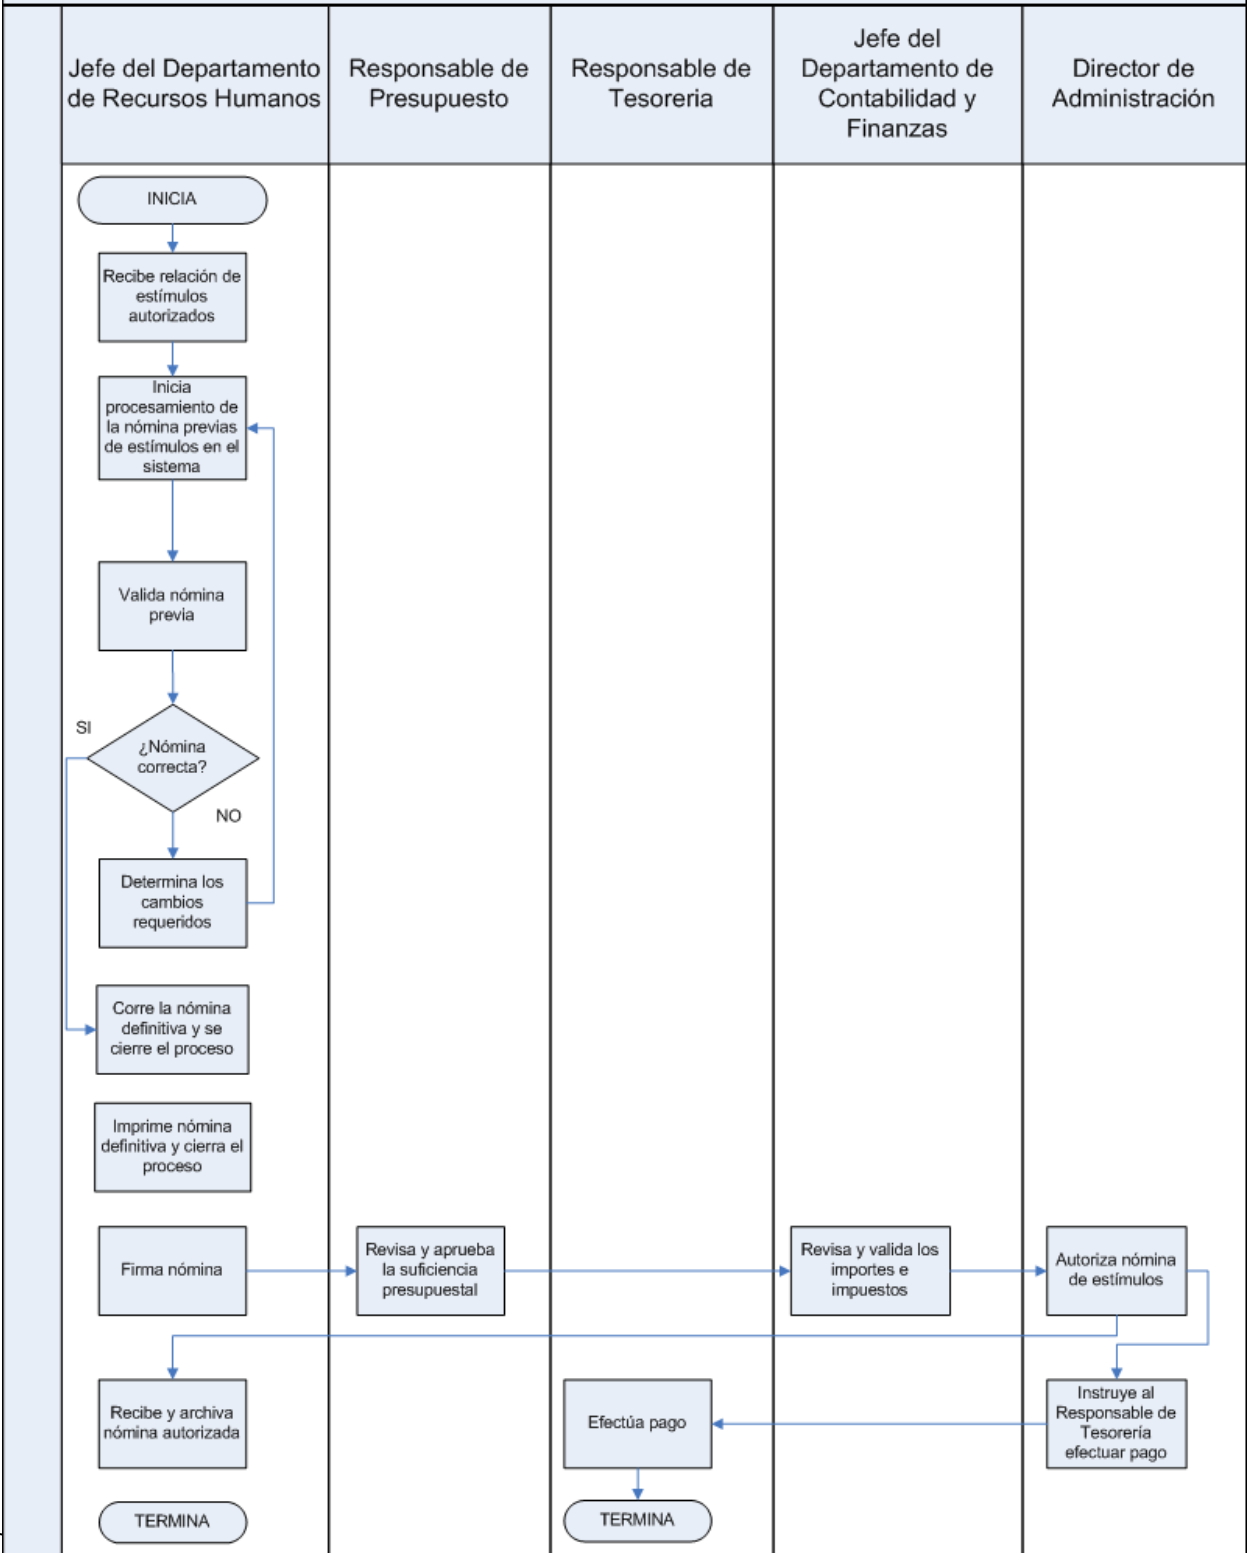 Jefe del Departamento
de Recursos Humanos
Responsable de
Presupuesto
Responsable de
Tesoreria
Jefe del
Departamento de
Contabilidad y
Finanzas
Director de
Administración
INICIA
Recibe relación de
estímulos
autorizados
Inicia
procesamiento de
la nómina previas
de estímulos en el
sistema
Valida nómina
previa
SI
¿Nómina
correcta?
NO
Determina los
cambios
requeridos
Corre la nómina
definitiva y se
cierre el proceso
Imprime nómina
definitiva y cierra el
proceso
Firma nómina
Revisa y aprueba
la suficiencia
presupuestal
Revisa y valida los
importes e
impuestos
Autoriza nómina
de estímulos
Recibe y archiva
nómina autorizada
Efectúa pago
Instruye al
Responsable de
Tesorería
efectuar pago
TERMINA
TERMINA